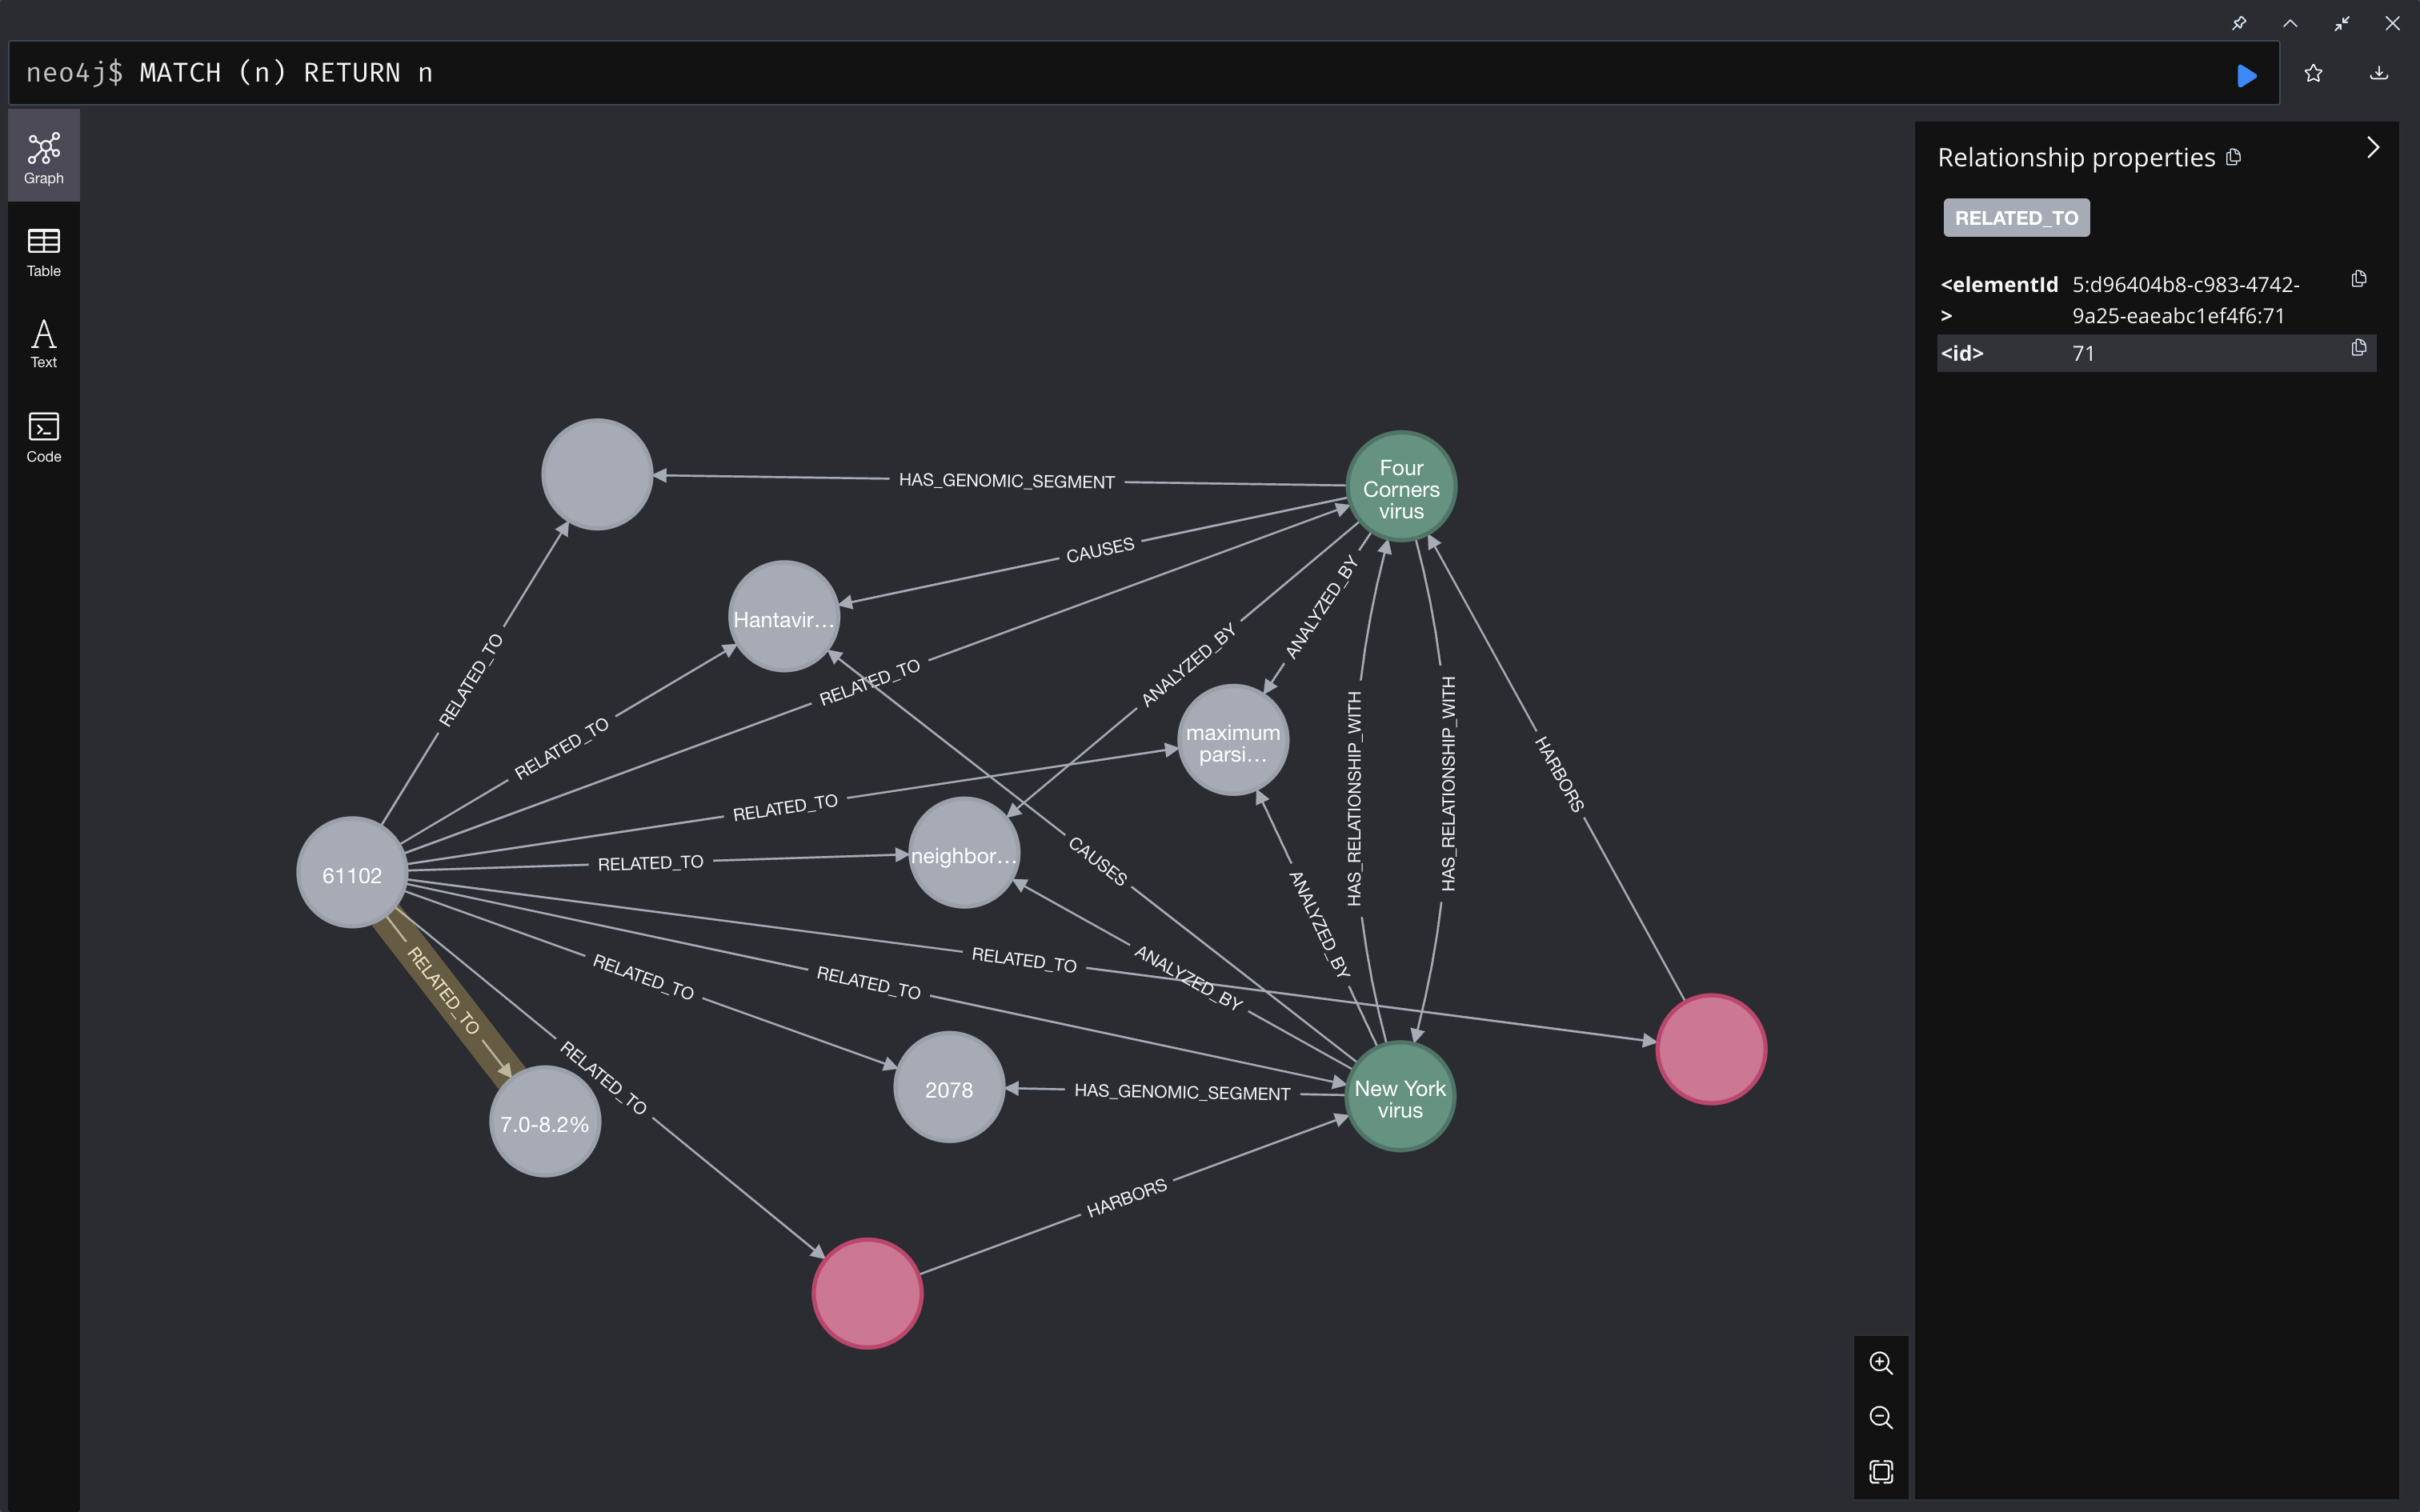 neo4j$ MATCH (n) RETURN n
Graph
Table
Text
Code
Relationship properties
RELATED_TO
<elementId
>
5:d96404b8-c983-4742-
9a25-eaeabc1ef4f6:71
<id> 71
HAS_GENOMIC_SEGMENT
Four
Corners
virus
CAUSES
Hantavir...
ANALYZED_BY
ANALYZED_BY
RELATED_TO
RELATED_TO
RELATED_TO
maximum
parsi...
HAS_RELATIONSHIP_WITH
HAS_RELATIONSHIP_WITH
HARBORS
RELATED_TO
RELATED_TO
neighbor...
CAUSES
61102
ANALYZED_BY
ANALYZED_BY
RELATED_TO
RELATED_TO
RELATED_TO
RELATED_TO
RELATED_TO
2078
HAS_GENOMIC_SEGMENT
New York
virus
7.0-8.2%
HARBORS